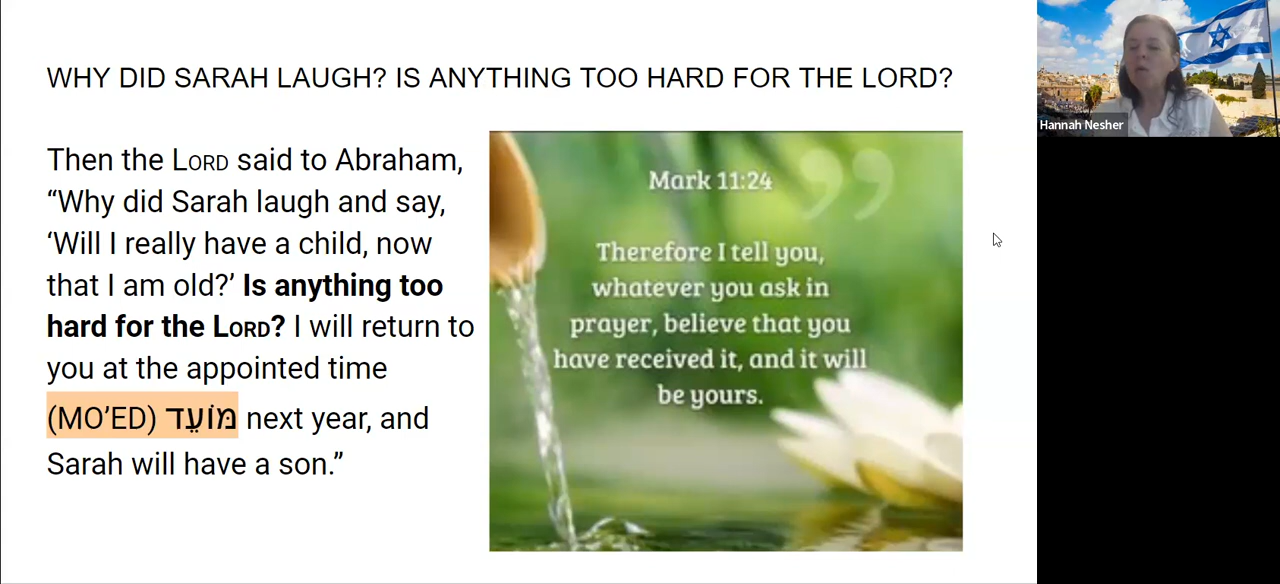 WHY DID SARAH LAUGH? IS ANYTHING TOO HARD FOR THE LORD?
Then the LORD said to Abraham,
“Why did Sarah laugh and say,
‘Will I really have a child, now
that I am old?’ Is anything too
hard for the LORD? I will return to
you at the appointed time
(MO’ED) מוֹעֵד next year, and
Sarah will have a son.”
Mark 11:24
Therefore I tell you,
whatever you ask in
prayer, believe that you
have received it, and it will
be yours.
Hannah Nesher